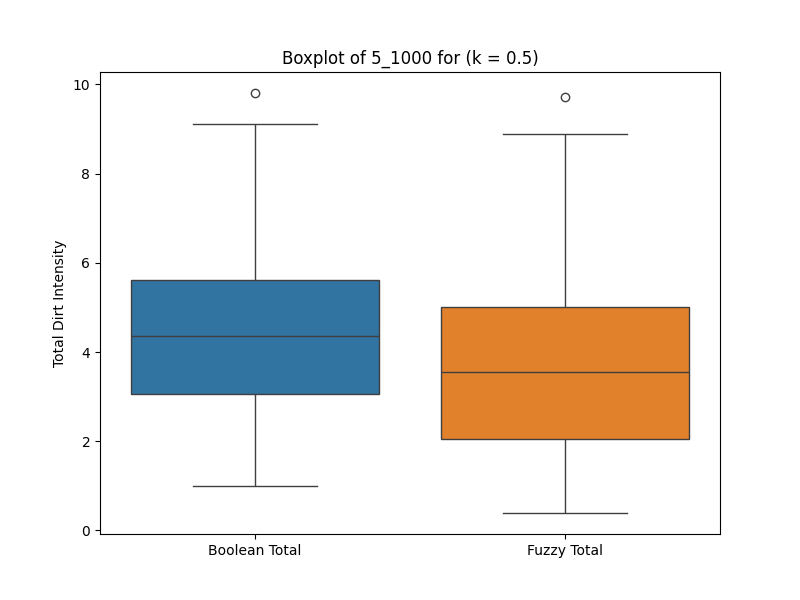 Boxplot of 5_1000 for (k = 0.5)
Total Dirt Intensity
10
8
6
4
2
0
Boolean Total
Fuzzy Total